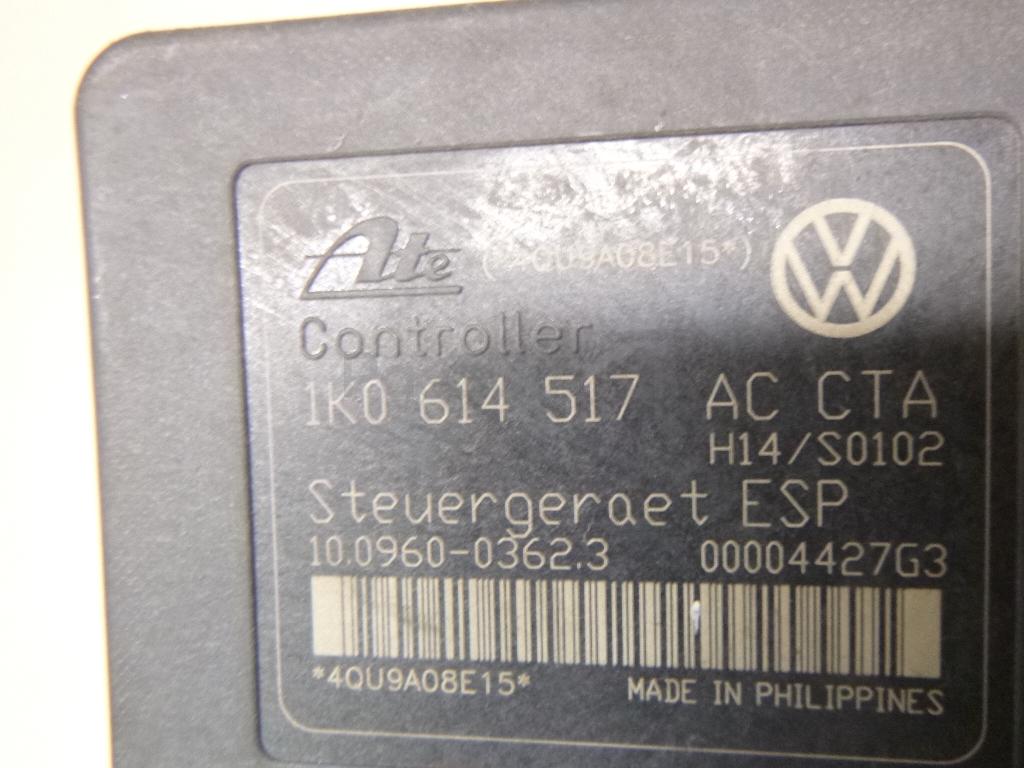 Ate (*4QU9A08E15*)
Controller
1K0 614 517 AC CTA
H14/S0102
Steuergeraet ESP
10.0960-0362.3 00004427G3
*4QU9A08E15* MADE IN PHILIPPINES